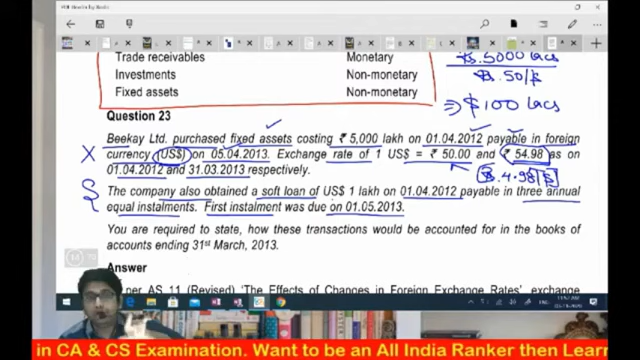 Trade receivables Monetary
Investments Non-monetary
Fixed assets Non-monetary
Rs.5000 lacs
Rs.50/$
⇒ $ 100 lacs
Question 23
Beekay Ltd. purchased fixed assets costing ₹ 5,000 lakh on 01.04.2012 payable in foreign
currency (US$) on 05.04.2013. Exchange rate of 1 US$ = ₹ 50.00 and ₹ 54.98 as on
01.04.2012 and 31.03.2013 respectively.
Rs.4.98/$
The company also obtained a soft loan of US$ 1 lakh on 01.04.2012 payable in three annual
equal instalments. First instalment was due on 01.05.2013.
You are required to state, how these transactions would be accounted for in the books of
accounts ending 31st March, 2013.
Answer
AS 11 (Revised) 'The Effects of Changes in Foreign Exchange Rates', exchange
ENG
in CA & CS Examination. Want to be an All India Ranker then Learn